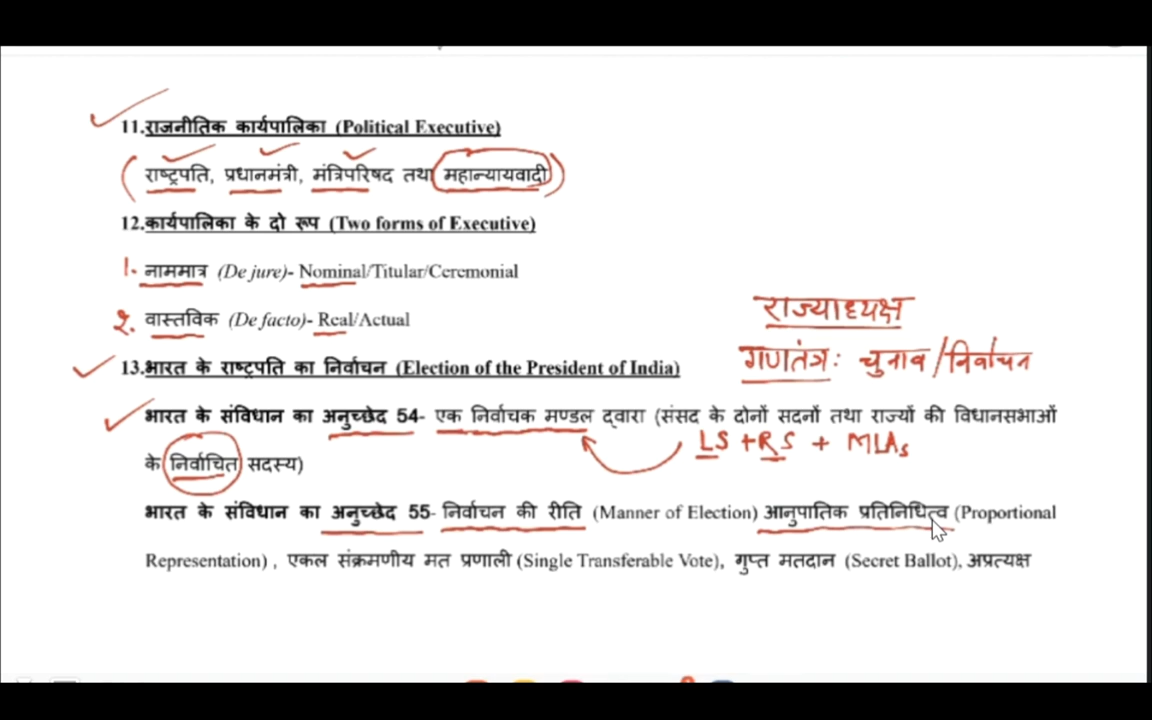 11.राजनीतिक कार्यपालिका (Political Executive)
राष्ट्रपति, प्रधानमंत्री, मंत्रिपरिषद तथा महान्यायवादी
12.कार्यपालिका के दो रूप (Two forms of Executive)
1. नाममात्र (De jure)- Nominal/Titular/Ceremonial
2. वास्तविक (De facto)- Real/Actual
राज्याध्यक्ष
गणतंत्र: चुनाव/निर्वाचन
13.भारत के राष्ट्रपति का निर्वाचन (Election of the President of India)
भारत के संविधान का अनुच्छेद 54- एक निर्वाचक मण्डल द्वारा (संसद के दोनों सदनों तथा राज्यों की विधानसभाओं
LS + RS + MLAs
के निर्वाचित सदस्य)
भारत के संविधान का अनुच्छेद 55- निर्वाचन की रीति (Manner of Election) आनुपातिक प्रतिनिधित्व (Proportional
Representation) , एकल संक्रमणीय मत प्रणाली (Single Transferable Vote), गुप्त मतदान (Secret Ballot), अप्रत्यक्ष